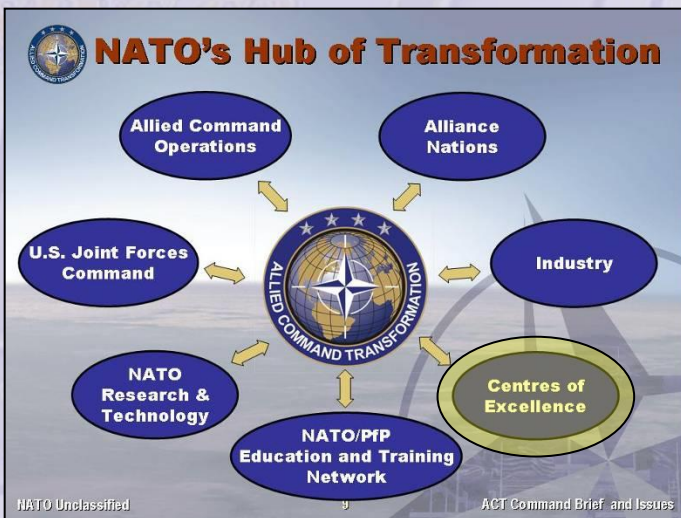 NATO's Hub of Transformation
Allied Command
Operations
Alliance
Nations
U.S. Joint Forces
Command
Industry
ALLIED COMMAND TRANSFORMATION
NATO
Research &
Technology
Centres of
Excellence
NATO/PfP
Education and Training
Network
NATO Unclassified
9
ACT Command Brief and Issues